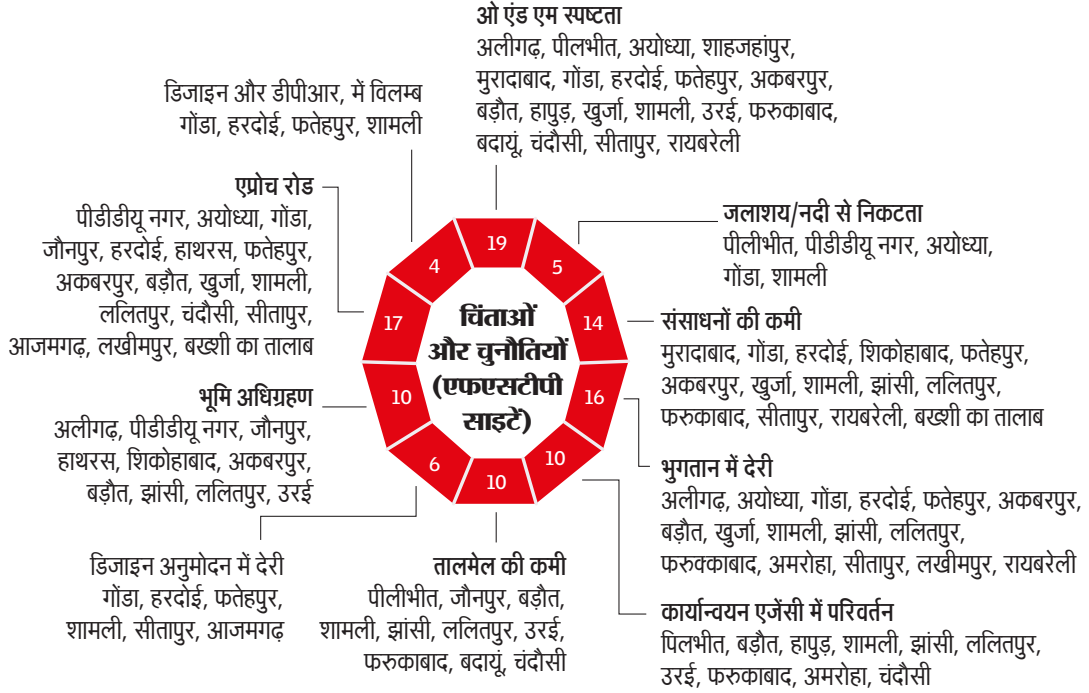 ओ एंड एम स्पष्टता
अलीगढ़, पीलभीत, अयोध्या, शाहजहांपुर,
मुरादाबाद, गोंडा, हरदोई, फतेहपुर, अकबरपुर,
बड़ौत, हापुड़, खुर्जा, शामली, उरई, फरुकाबाद,
बदायूं, चंदौसी, सीतापुर, रायबरेली
डिजाइन और डीपीआर, में विलम्ब
गोंडा, हरदोई, फतेहपुर, शामली
एप्रोच रोड
पीडीडीयू नगर, अयोध्या, गोंडा,
जौनपुर, हरदोई, हाथरस, फतेहपुर,
अकबरपुर, बड़ौत, खुर्जा, शामली,
ललितपुर, चंदौसी, सीतापुर,
आजमगढ़, लखीमपुर, बख्शी का तालाब
भूमि अधिग्रहण
अलीगढ़, पीडीडीयू नगर, जौनपुर,
हाथरस, शिकोहाबाद, अकबरपुर,
बड़ौत, झांसी, ललितपुर, उरई
डिजाइन अनुमोदन में देरी
गोंडा, हरदोई, फतेहपुर,
शामली, सीतापुर, आजमगढ़
तालमेल की कमी
पीलीभीत, जौनपुर, बड़ौत,
शामली, झांसी, ललितपुर, उरई,
फरुकाबाद, बदायूं, चंदौसी
जलाशय/नदी से निकटता
पीलीभीत, पीडीडीयू नगर, अयोध्या,
गोंडा, शामली
संसाधनों की कमी
मुरादाबाद, गोंडा, हरदोई, शिकोहाबाद, फतेहपुर,
अकबरपुर, खुर्जा, शामली, झांसी, ललितपुर,
फरुकाबाद, सीतापुर, रायबरेली, बख्शी का तालाब
भुगतान में देरी
अलीगढ़, अयोध्या, गोंडा, हरदोई, फतेहपुर, अकबरपुर,
बड़ौत, खुर्जा, शामली, झांसी, ललितपुर,
फरुक्काबाद, अमरोहा, सीतापुर, लखीमपुर, रायबरेली
कार्यान्वयन एजेंसी में परिवर्तन
पिलभीत, बड़ौत, हापुड़, शामली, झांसी, ललितपुर,
उरई, फरुकाबाद, अमरोहा, चंदौसी
19
5
14
16
10
10
6
10
17
4
चिंताओं
और चुनौतियों
(एफएसटीपी
साइटें)